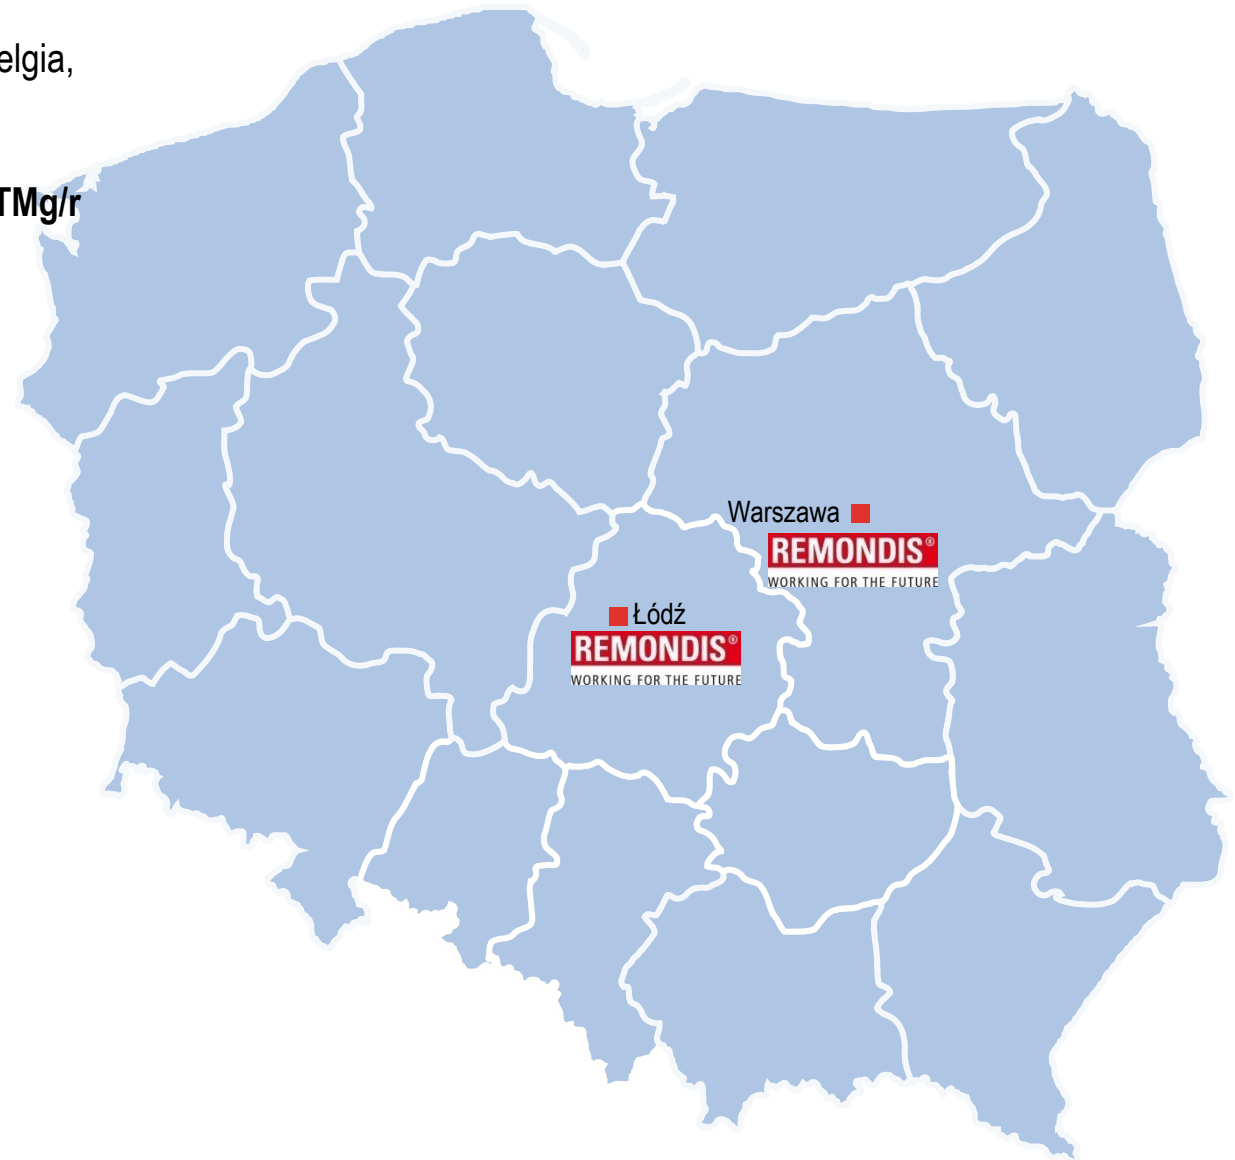 elgia,
TMg/r
Warszawa
REMONDIS®
WORKING FOR THE FUTURE
Łódź
REMONDIS®
WORKING FOR THE FUTURE